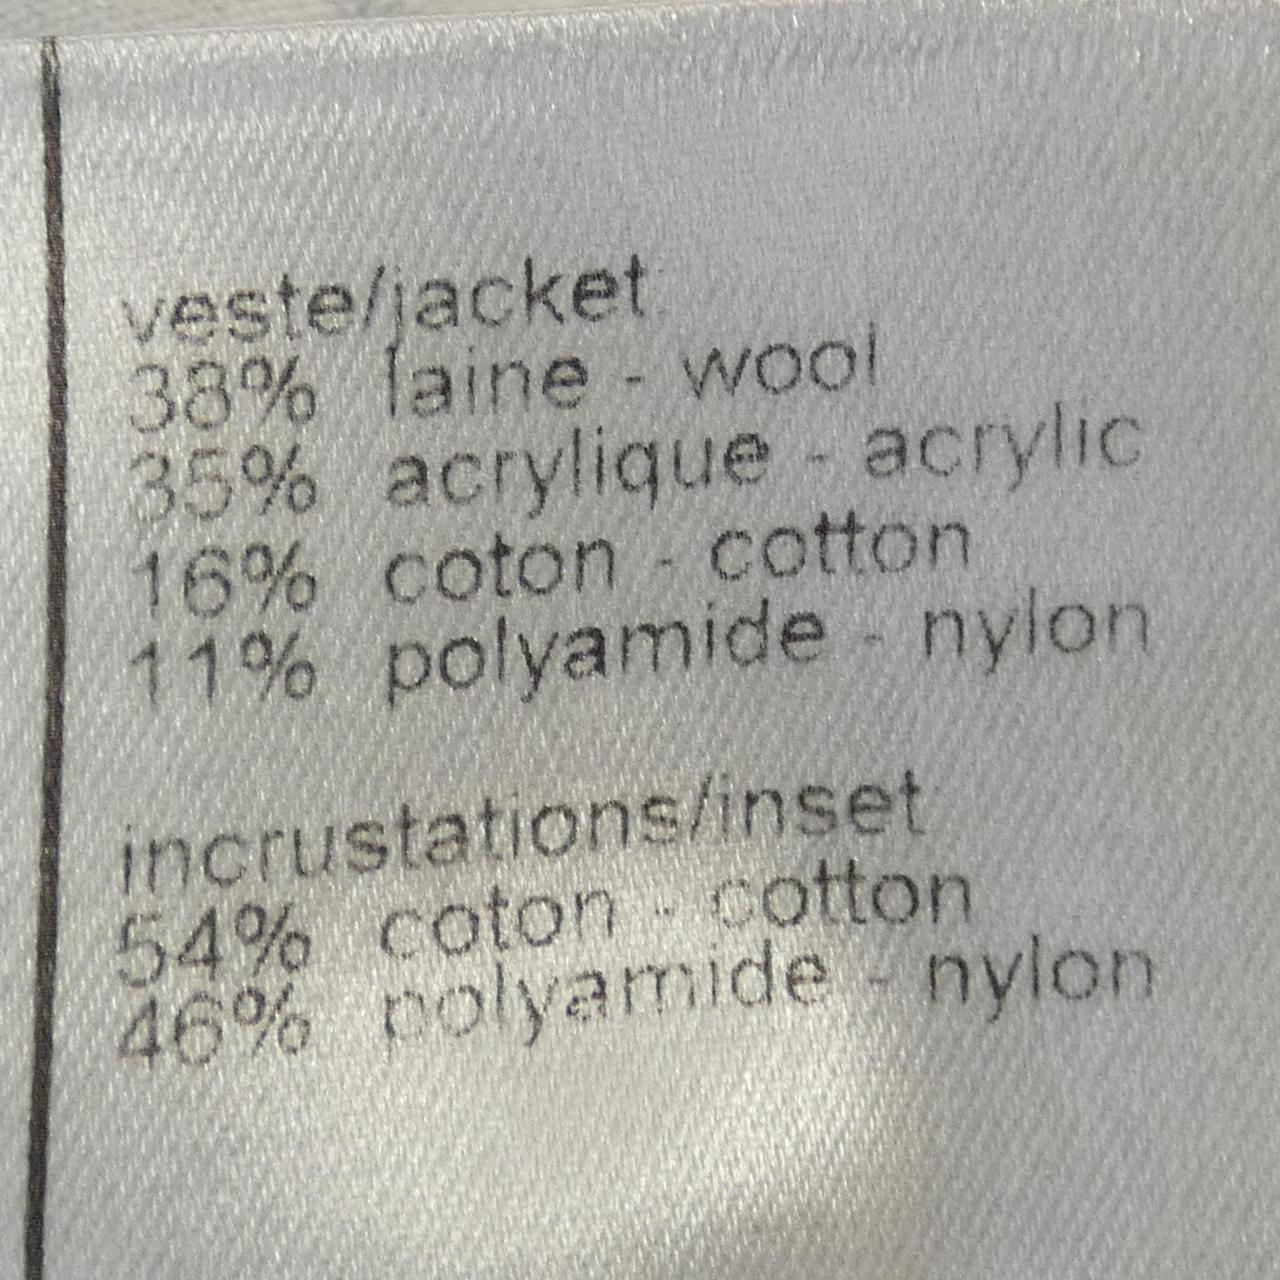 veste/jacket
38% laine - wool
35% acrylique - acrylic
16% coton - cotton
11% polyamide - nylon
incrustations/inset
54% coton - cotton
46% polyamide - nylon